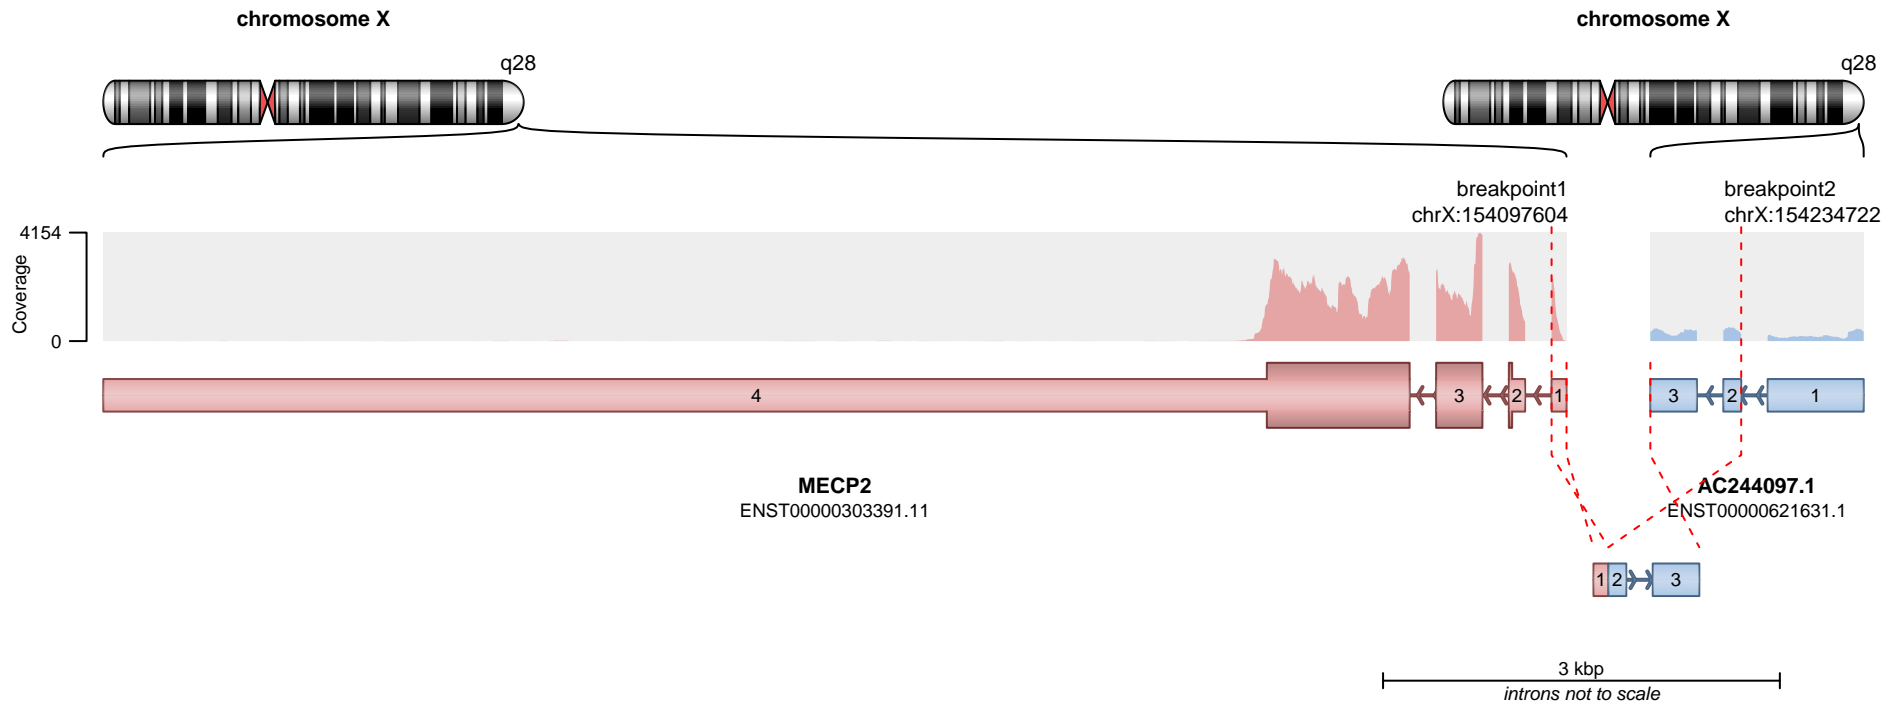 chromosome X
chromosome X
q28
q28
breakpoint1
chrX:154097604
breakpoint2
chrX:154234722
4154
Coverage
0
4
3
2
1
3
2
1
MECP2
ENST00000303391.11
AC244097.1
ENST00000621631.1
1
2
3
3 kbp
introns not to scale